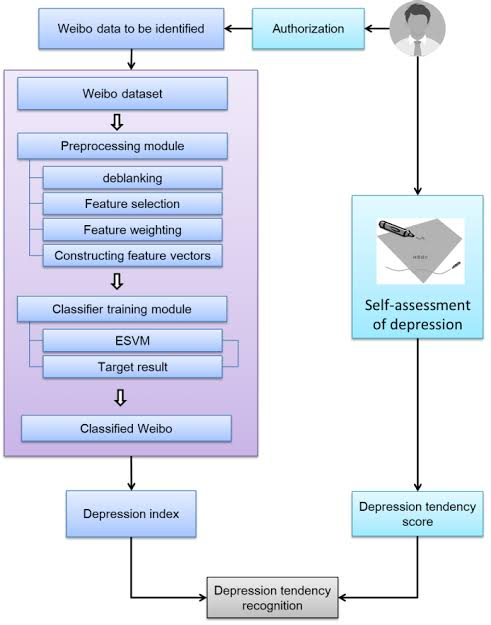 Weibo data to be identified
Authorization
Weibo dataset
Preprocessing module
deblanking
Feature selection
Feature weighting
Constructing feature vectors
Classifier training module
ESVM
Target result
Classified Weibo
Self-assessment
of depression
Depression index
Depression tendency
score
Depression tendency
recognition